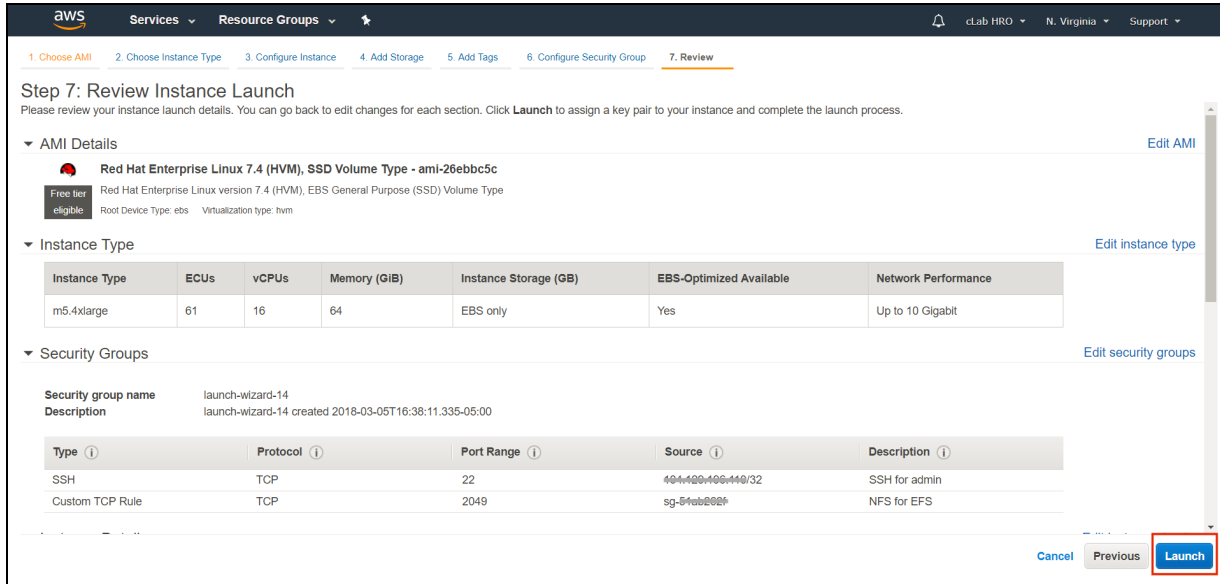 aws Services Resource Groups cLab HRO N. Virginia Support
1. Choose AMI 2. Choose Instance Type 3. Configure Instance 4. Add Storage 5. Add Tags 6. Configure Security Group 7. Review
Step 7: Review Instance Launch
Please review your instance launch details. You can go back to edit changes for each section. Click Launch to assign a key pair to your instance and complete the launch process.
AMI Details Edit AMI
Red Hat Enterprise Linux 7.4 (HVM), SSD Volume Type - ami-26ebbc5c
Free tier eligible
Red Hat Enterprise Linux version 7.4 (HVM), EBS General Purpose (SSD) Volume Type
Root Device Type: ebs Virtualization type: hvm
Instance Type Edit instance type
Instance Type ECUs vCPUs Memory (GiB) Instance Storage (GB) EBS-Optimized Available Network Performance
m5.4xlarge 61 16 64 EBS only Yes Up to 10 Gigabit
Security Groups Edit security groups
Security group name launch-wizard-14
Description launch-wizard-14 created 2018-03-05T16:38:11.335-05:00
Type Protocol Port Range Source Description
SSH TCP 22 /32 SSH for admin
Custom TCP Rule TCP 2049 sg- NFS for EFS
Cancel Previous Launch